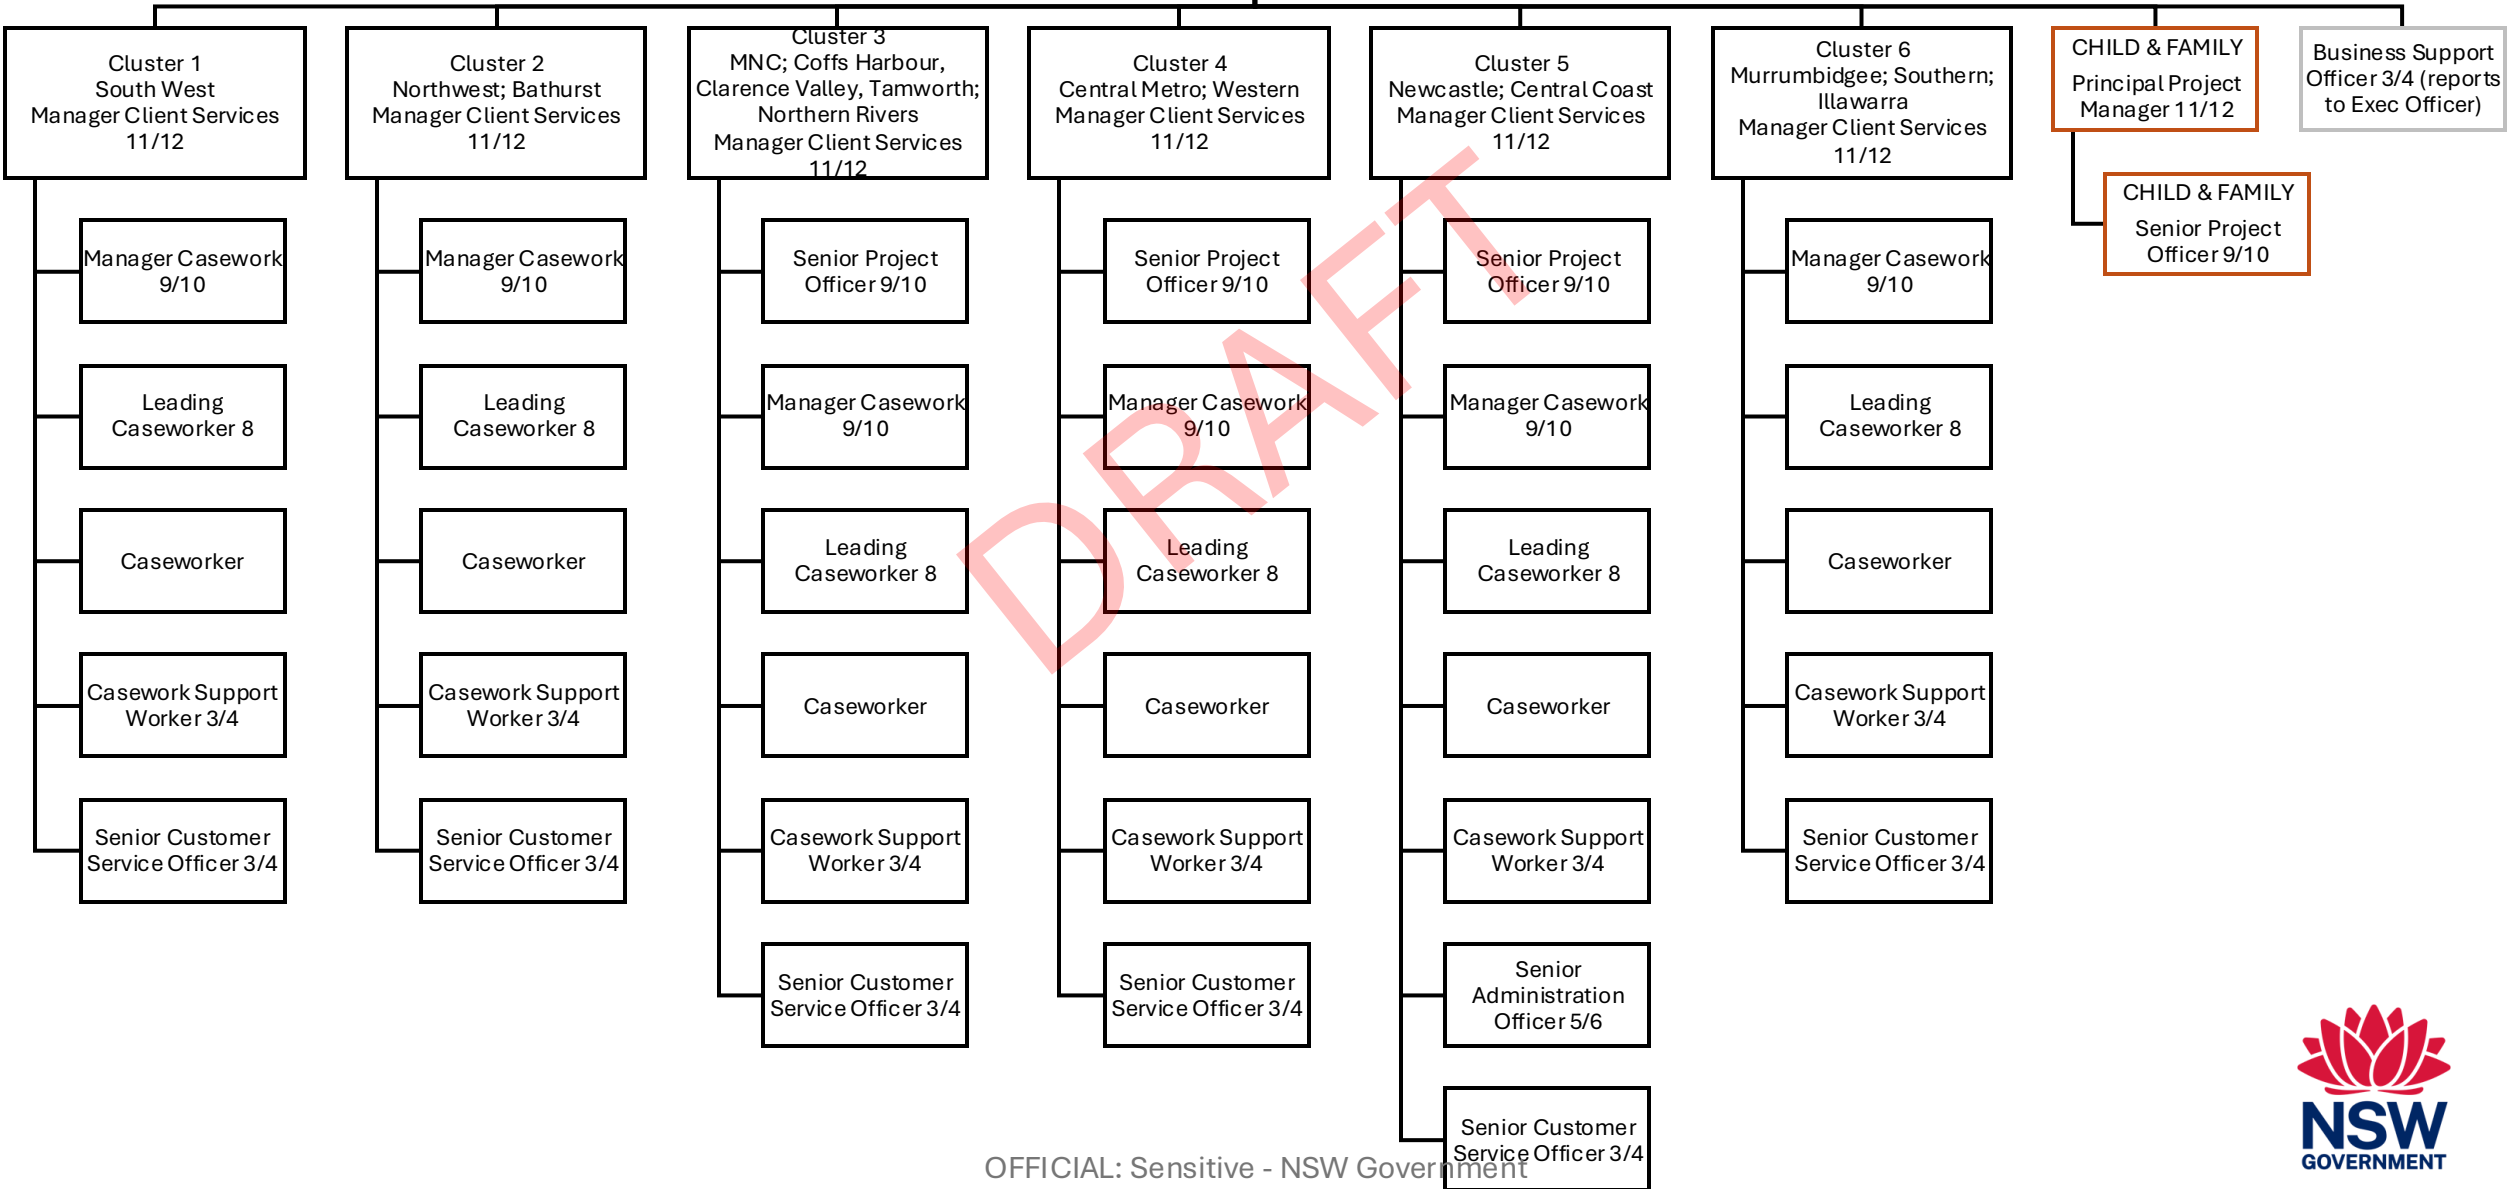 Cluster 1
South West
Manager Client Services
11/12
Manager Casework
9/10
Leading
Caseworker 8
Caseworker
Casework Support
Worker 3/4
Senior Customer
Service Officer 3/4
Cluster 2
Northwest; Bathurst
Manager Client Services
11/12
Manager Casework
9/10
Leading
Caseworker 8
Caseworker
Casework Support
Worker 3/4
Senior Customer
Service Officer 3/4
Cluster 3
MNC; Coffs Harbour,
Clarence Valley, Tamworth;
Northern Rivers
Manager Client Services
11/12
Senior Project
Officer 9/10
Manager Casework
9/10
Leading
Caseworker 8
Caseworker
Casework Support
Worker 3/4
Senior Customer
Service Officer 3/4
Cluster 4
Central Metro; Western
Manager Client Services
11/12
Senior Project
Officer 9/10
Manager Casework
9/10
Leading
Caseworker 8
Caseworker
Casework Support
Worker 3/4
Senior Customer
Service Officer 3/4
Cluster 5
Newcastle; Central Coast
Manager Client Services
11/12
Senior Project
Officer 9/10
Manager Casework
9/10
Leading
Caseworker 8
Caseworker
Casework Support
Worker 3/4
Senior
Administration
Officer 5/6
Senior Customer
Service Officer 3/4
Cluster 6
Murrumbidgee; Southern;
Illawarra
Manager Client Services
11/12
Manager Casework
9/10
Leading
Caseworker 8
Caseworker
Casework Support
Worker 3/4
Senior Customer
Service Officer 3/4
CHILD & FAMILY
Principal Project
Manager 11/12
CHILD & FAMILY
Senior Project
Officer 9/10
Business Support
Officer 3/4 (reports
to Exec Officer)
DRAFT
OFFICIAL: Sensitive - NSW Government
NSW
GOVERNMENT